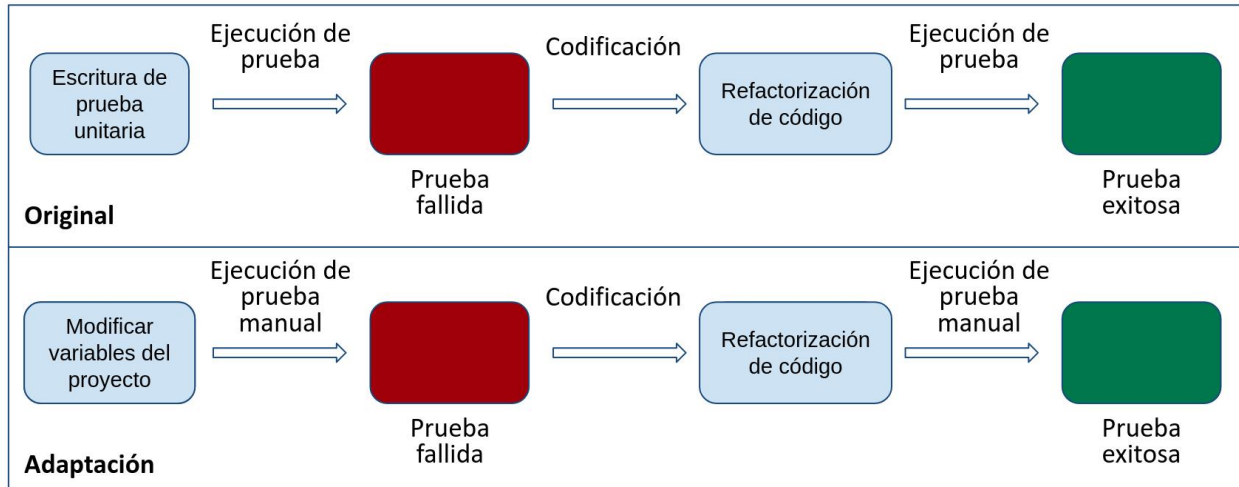 Ejecución de
prueba
Codificación
Ejecución de
prueba
Escritura de
prueba
unitaria
Refactorización
de código
Prueba
fallida
Prueba
exitosa
Original
Ejecución de
prueba
manual
Codificación
Ejecución de
prueba
manual
Modificar
variables del
proyecto
Refactorización
de código
Prueba
fallida
Prueba
exitosa
Adaptación